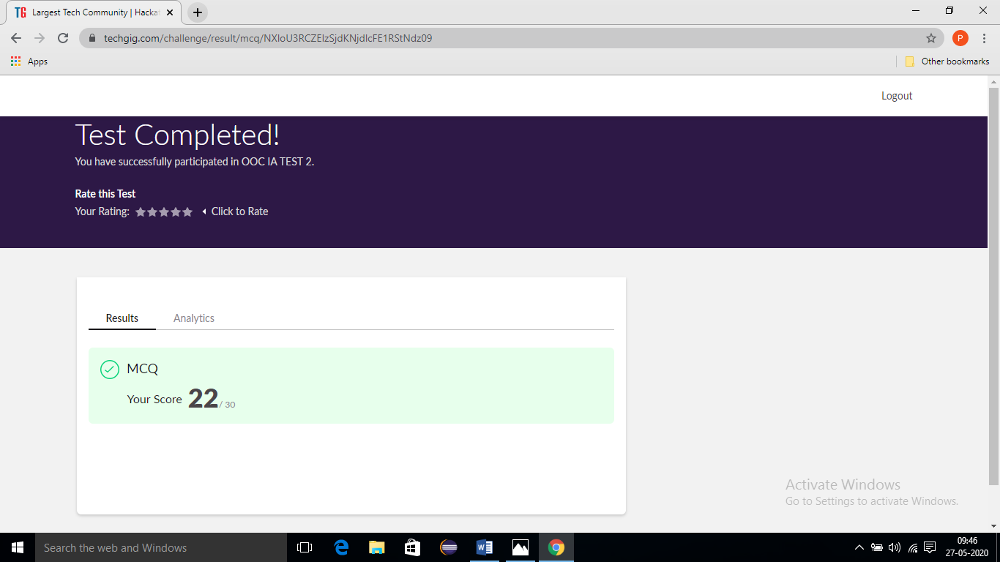 TG Largest Tech Community | Hacka
techgig.com/challenge/result/mcq/
P
Apps
Other bookmarks
Logout
Test Completed!
You have successfully participated in OOC IA TEST 2.
Rate this Test
Your Rating:
Click to Rate
Results
Analytics
MCQ
Your Score 22 / 30
Activate Windows
Go to Settings to activate Windows.
Search the web and Windows
09:46
27-05-2020